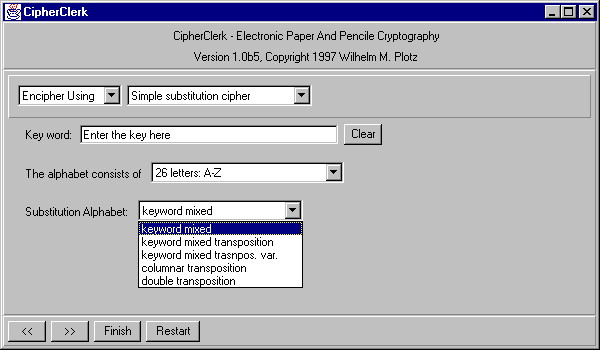 CipherClerk
CipherClerk - Electronic Paper And Pencile Cryptography
Version 1.0b5, Copyright 1997 Wilhelm M. Plotz
Encipher Using Simple substitution cipher
Key word: Enter the key here Clear
The alphabet consists of 26 letters: A-Z
Substitution Alphabet: keyword mixed
keyword mixed
keyword mixed transposition
keyword mixed trasnpos. var.
columnar transposition
double transposition
<< >> Finish Restart